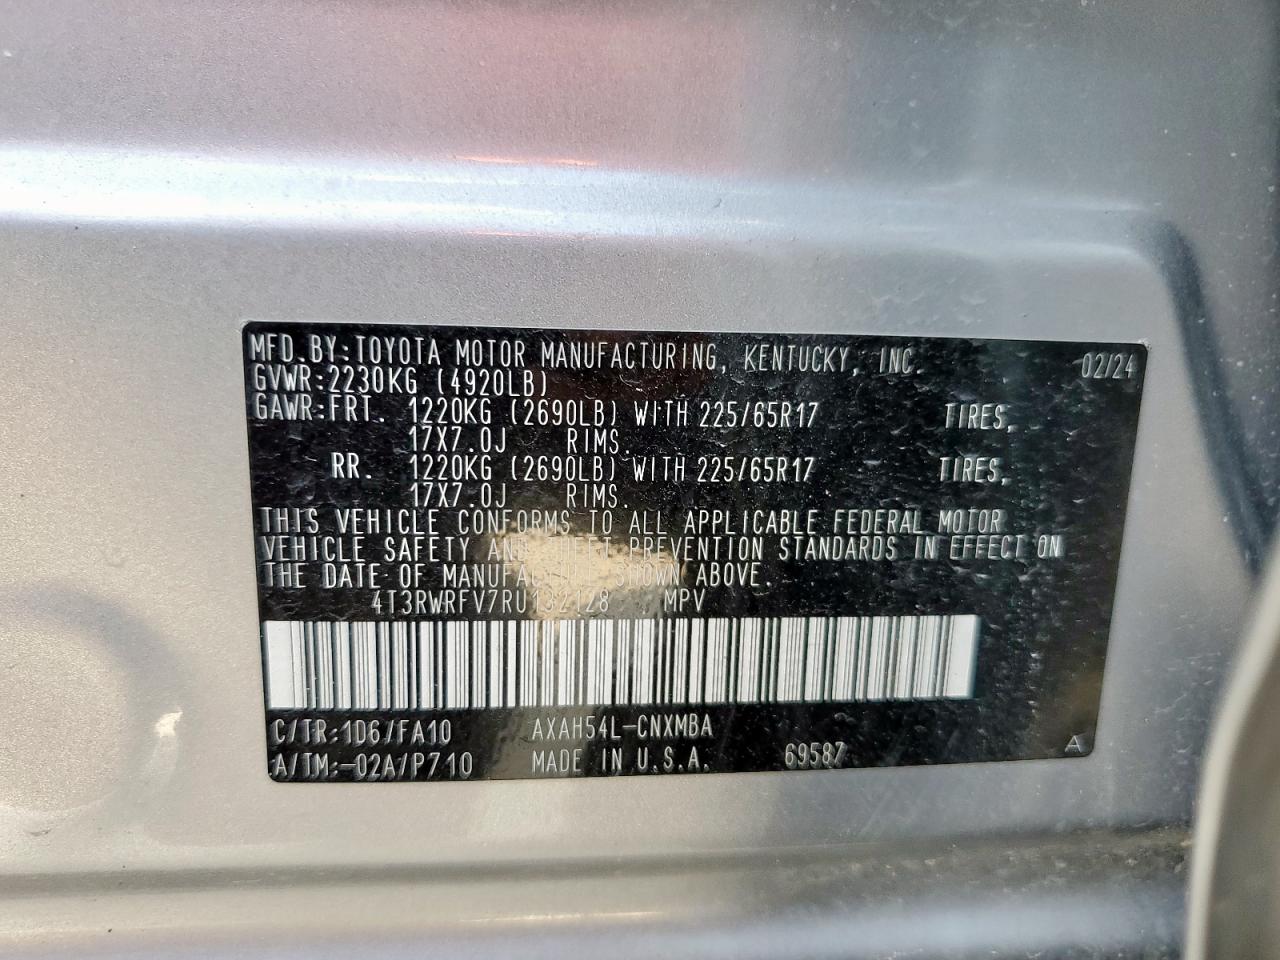 MFD.BY:TOYOTA MOTOR MANUFACTURING, KENTUCKY, INC. 02/24
GVWR:2230KG (4920LB)
GAWR:FRT. 1220KG (2690LB) WITH 225/65R17 TIRES,
17X7.0J RIMS.
RR. 1220KG (2690LB) WITH 225/65R17 TIRES,
17X7.0J RIMS.
THIS VEHICLE CONFORMS TO ALL APPLICABLE FEDERAL MOTOR
VEHICLE SAFETY AND THEFT PREVENTION STANDARDS IN EFFECT ON
THE DATE OF MANUFACTURE SHOWN ABOVE.
4T3RWRFV7RU132128 MPV
C/TR:1D6/FA10 AXAH54L-CNXMBA
A/TM:-02A/P710 MADE IN U.S.A. 69587 A